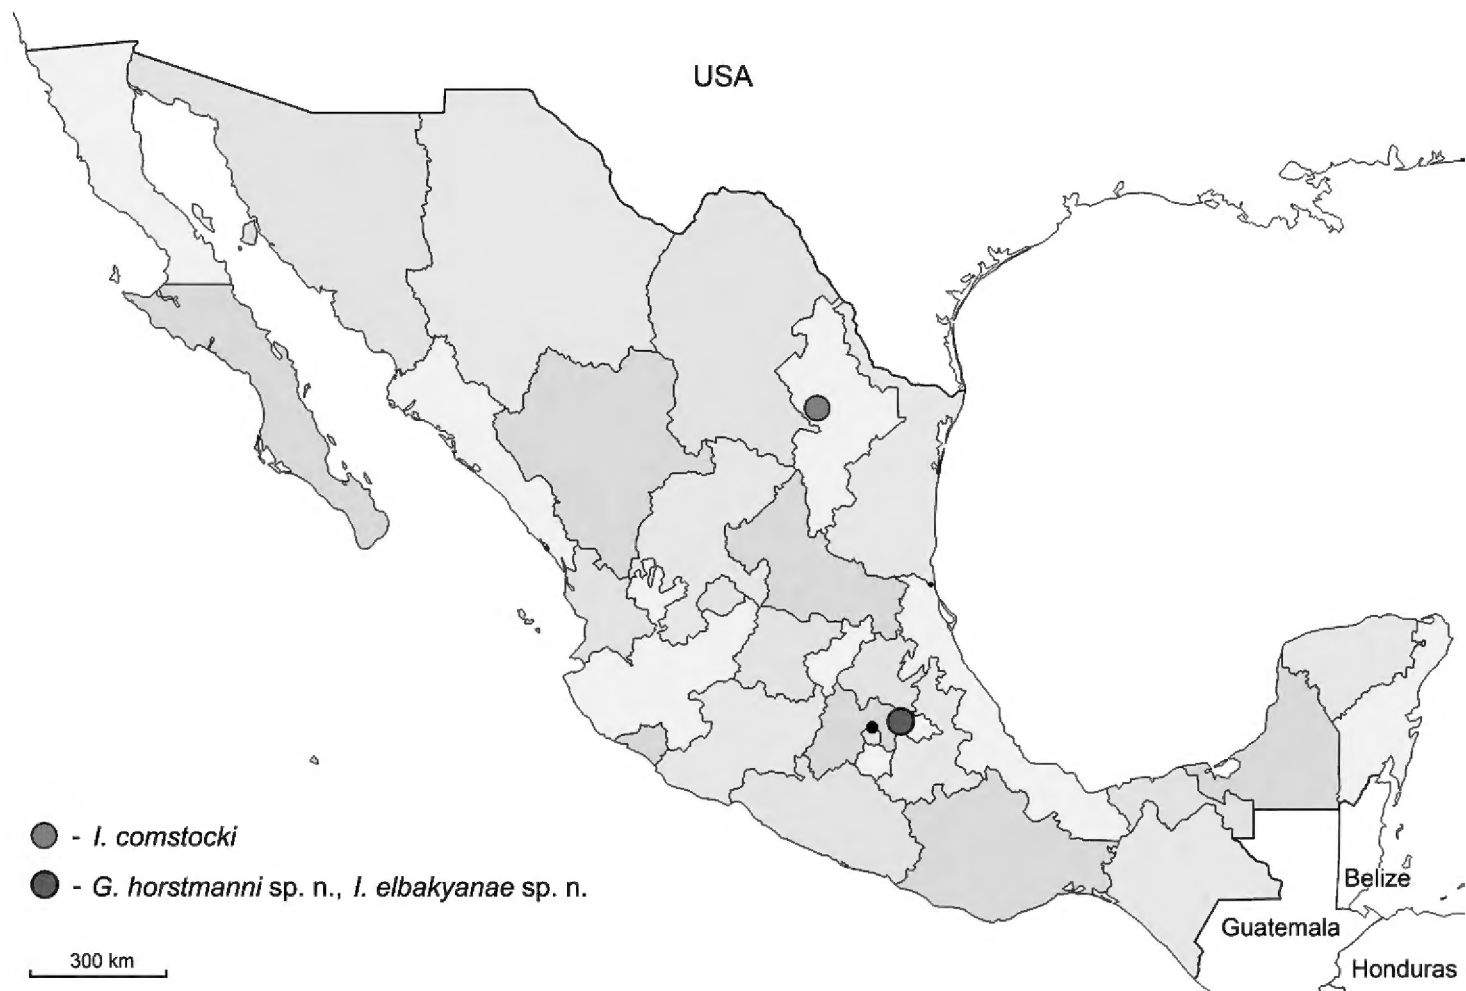 USA
- I. comstocki
- G. horstmanni sp. n., I. elbakyanae sp. n.
300 km
Belize
Guatemala
Honduras